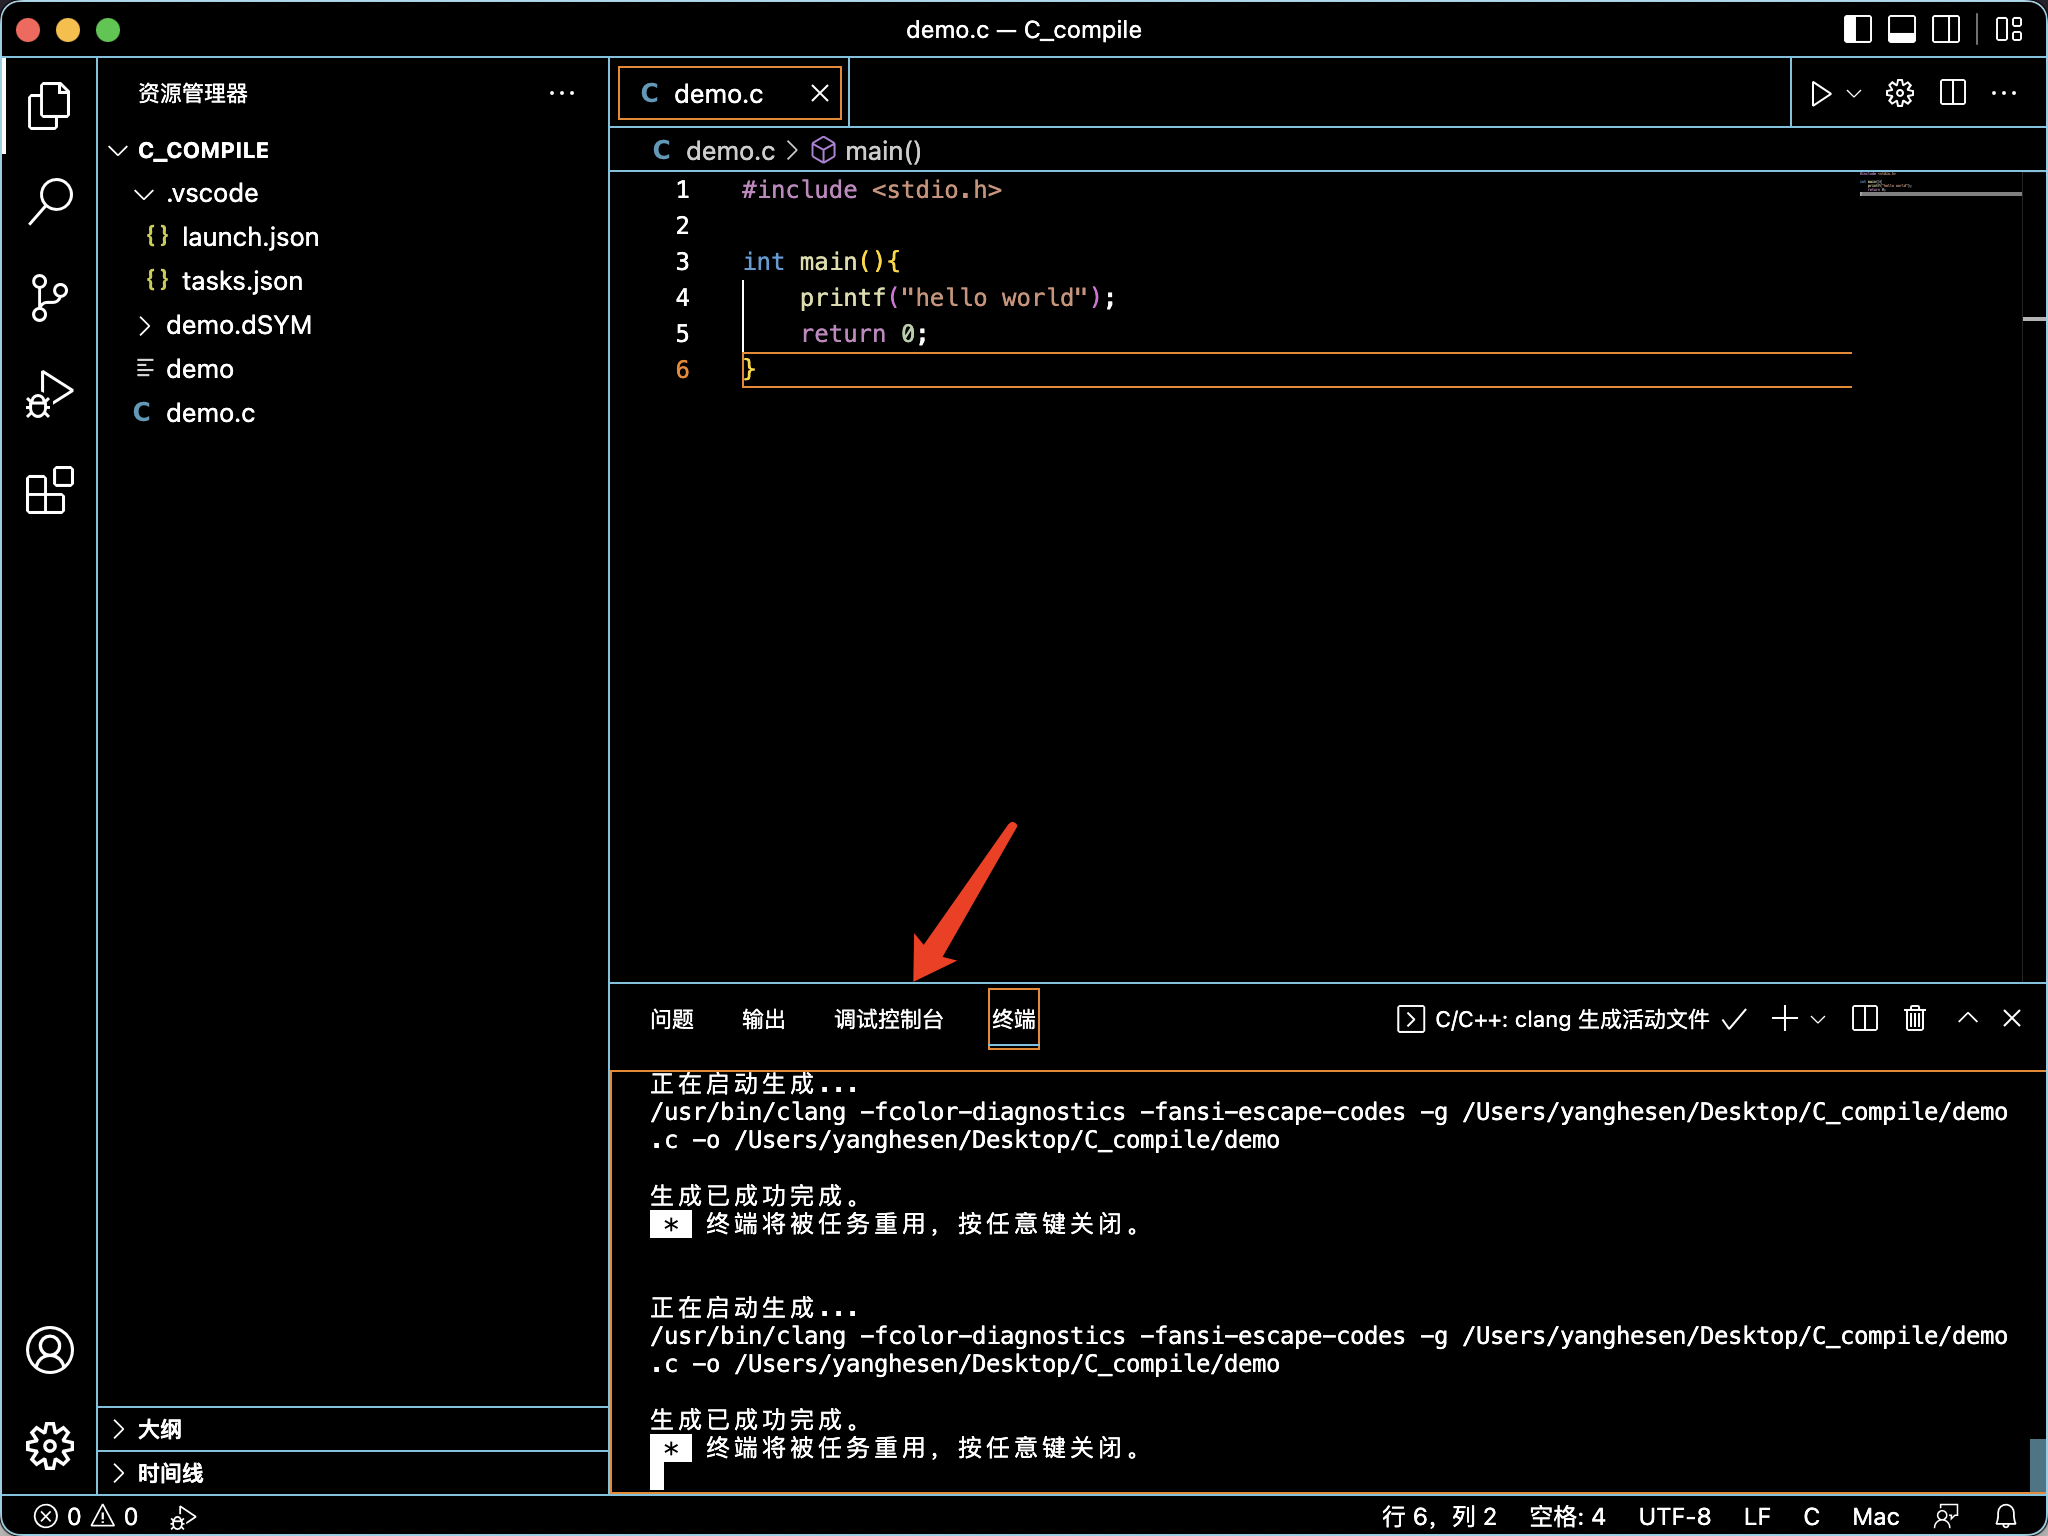 demo.c — C_compile
资源管理器
C_COMPILE
.vscode
{} launch.json
{} tasks.json
demo.dSYM
demo
C demo.c
大纲
时间线
C demo.c
C demo.c > main()
1 #include <stdio.h>
2
3 int main(){
4     printf("hello world");
5     return 0;
6 }
问题 输出 调试控制台 终端 C/C++: clang 生成活动文件
正在启动生成...
/usr/bin/clang -fcolor-diagnostics -fansi-escape-codes -g /Users/yanghesen/Desktop/C_compile/demo
.c -o /Users/yanghesen/Desktop/C_compile/demo
生成已成功完成。
* 终端将被任务重用，按任意键关闭。
正在启动生成...
/usr/bin/clang -fcolor-diagnostics -fansi-escape-codes -g /Users/yanghesen/Desktop/C_compile/demo
.c -o /Users/yanghesen/Desktop/C_compile/demo
生成已成功完成。
* 终端将被任务重用，按任意键关闭。
0 0 行 6，列 2 空格: 4 UTF-8 LF C Mac